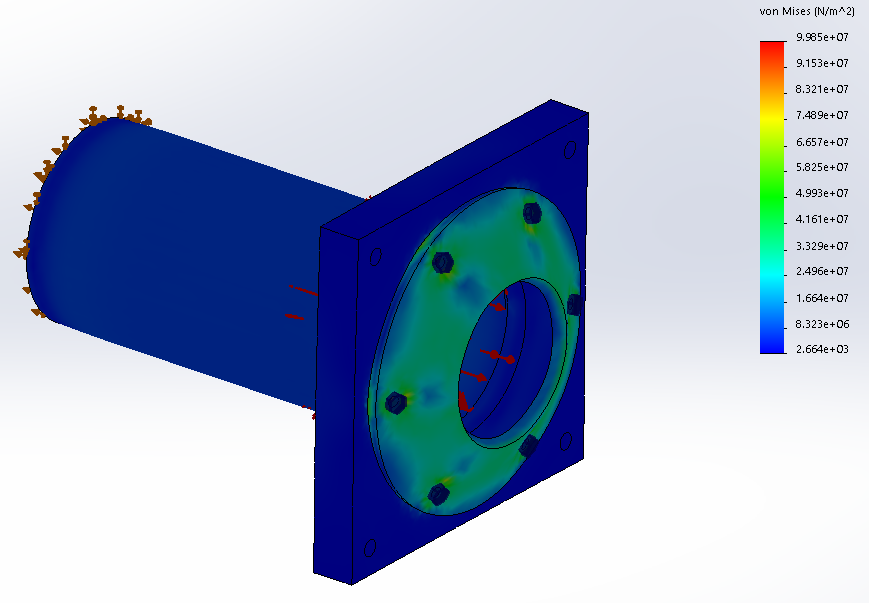 von Mises (N/m^2)
9.985e+07
9.153e+07
8.321e+07
7.489e+07
6.657e+07
5.825e+07
4.993e+07
4.161e+07
3.329e+07
2.496e+07
1.664e+07
8.323e+06
2.664e+03